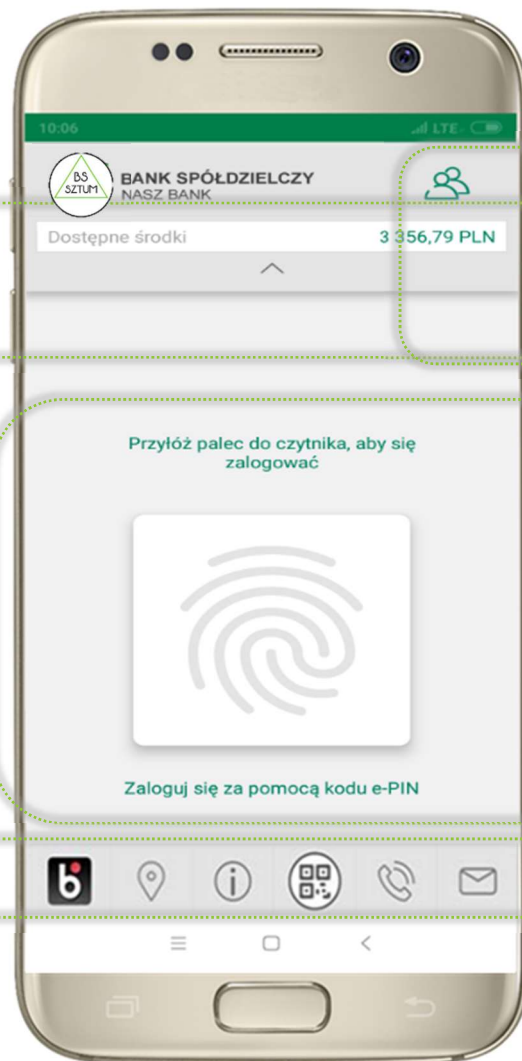 10:06
LTE
BS
SZTUM
BANK SPÓŁDZIELCZY
NASZ BANK
Dostępne środki 3 356,79 PLN
Przyłóż palec do czytnika, aby się
zalogować
Zaloguj się za pomocą kodu e-PIN
b
i